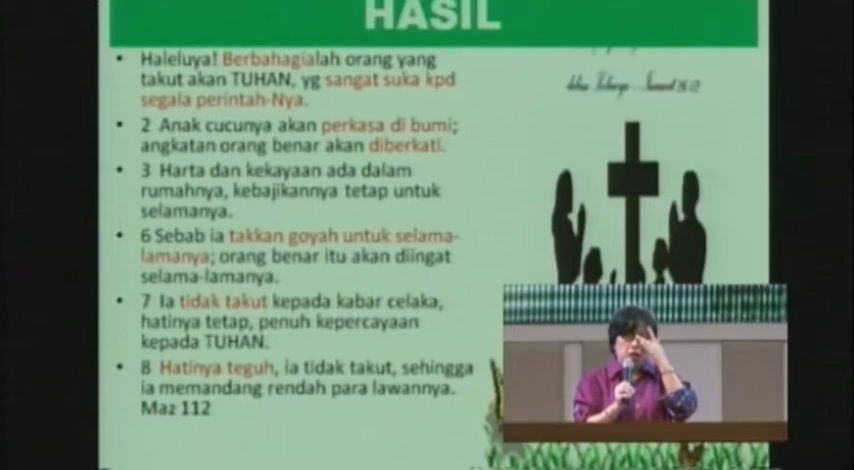 HASIL
• Haleluya! Berbahagialah orang yang
takut akan TUHAN, yg sangat suka kpd
segala perintah-Nya.
• 2 Anak cucunya akan perkasa di bumi;
angkatan orang benar akan diberkati.
• 3 Harta dan kekayaan ada dalam
rumahnya, kebajikannya tetap untuk
selamanya.
• 6 Sebab ia takkan goyah untuk selama-
lamanya; orang benar itu akan diingat
selama-lamanya.
• 7 Ia tidak takut kepada kabar celaka,
hatinya tetap, penuh kepercayaan
kepada TUHAN.
• 8 Hatinya teguh, ia tidak takut, sehingga
ia memandang rendah para lawannya.
Maz 112